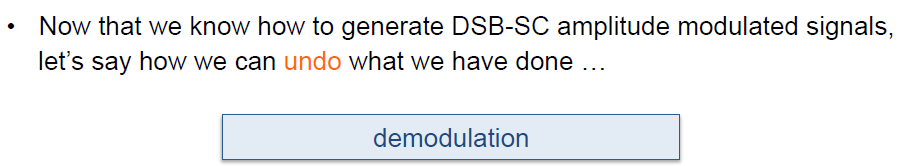 • Now that we know how to generate DSB-SC amplitude modulated signals,
let’s say how we can undo what we have done …
demodulation